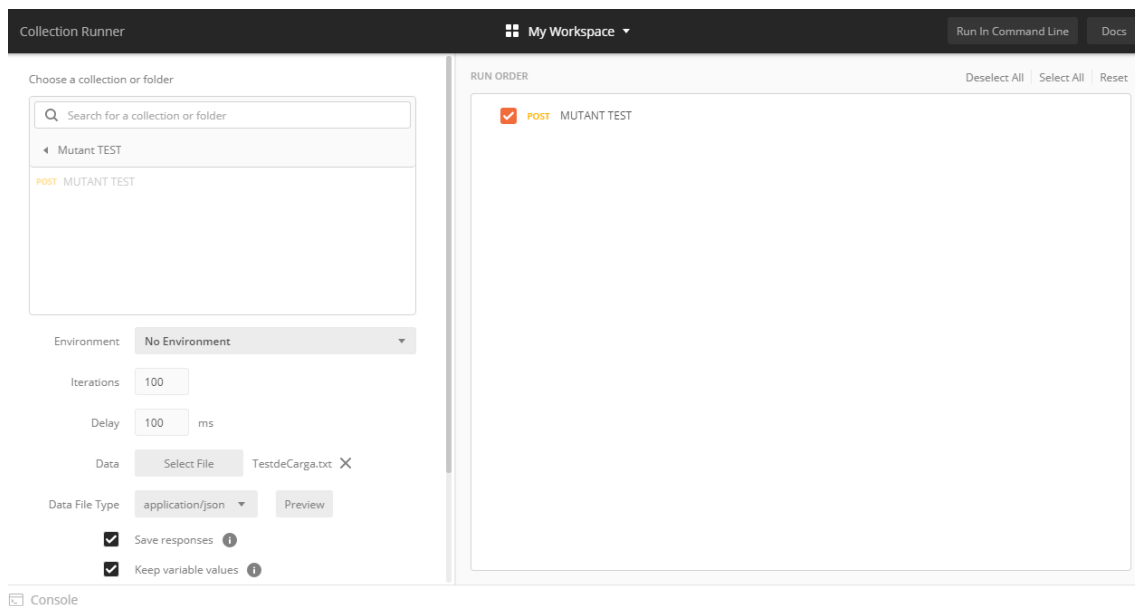 Collection Runner
My Workspace
Run In Command Line
Docs
Choose a collection or folder
Search for a collection or folder
Mutant TEST
POST MUTANT TEST
Environment
No Environment
Iterations
100
Delay
100
ms
Data
Select File
TestdeCarga.txt
Data File Type
application/json
Preview
Save responses
Keep variable values
RUN ORDER
Deselect All
Select All
Reset
POST MUTANT TEST
Console